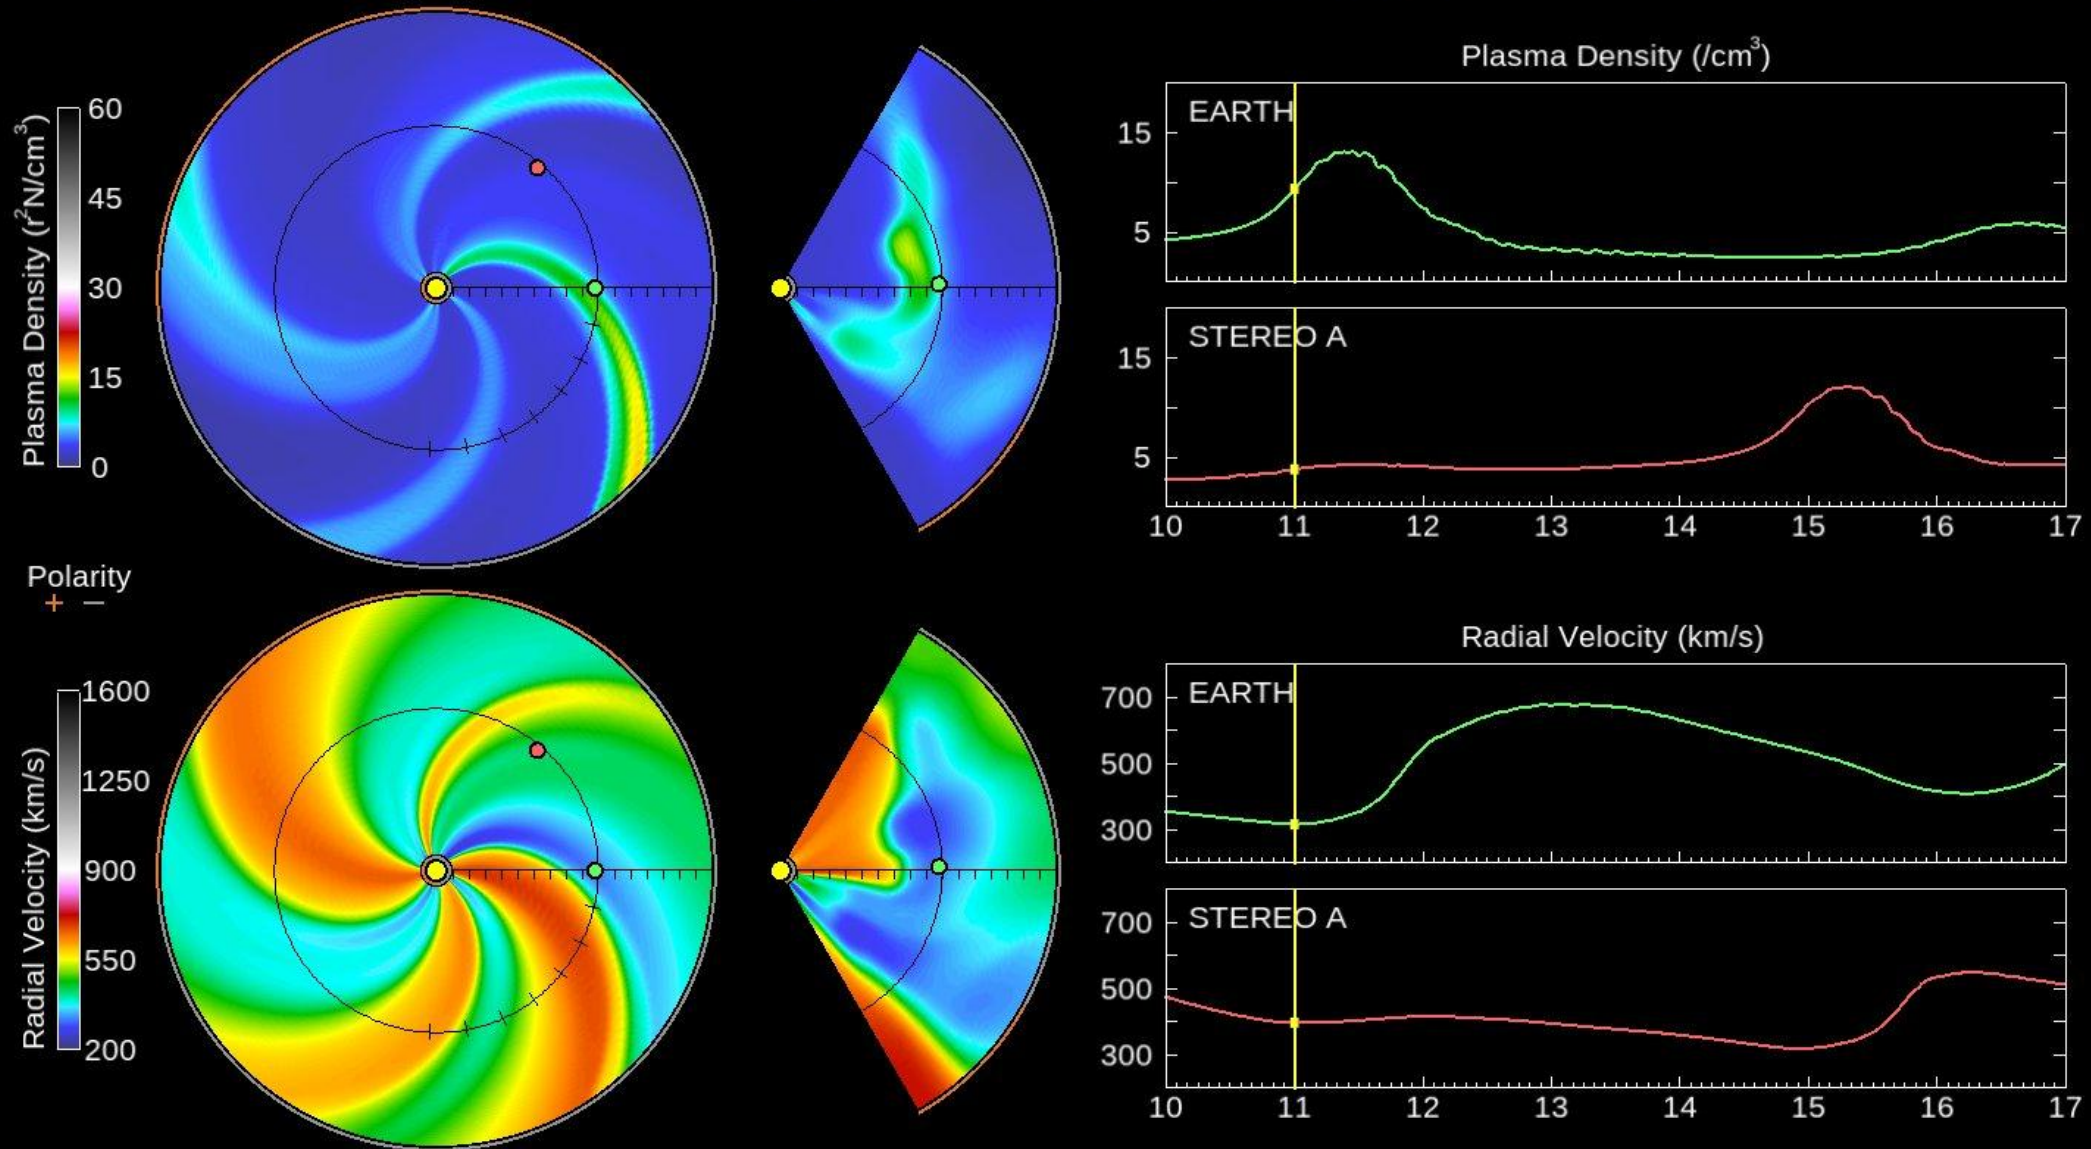 Plasma Density (r²N/cm³)
60
45
30
15
0
Plasma Density (/cm³)
EARTH
15
5
STEREO A
15
5
10 11 12 13 14 15 16 17
Polarity
+ −
Radial Velocity (km/s)
1600
1250
900
550
200
Radial Velocity (km/s)
EARTH
700
500
300
STEREO A
700
500
300
10 11 12 13 14 15 16 17